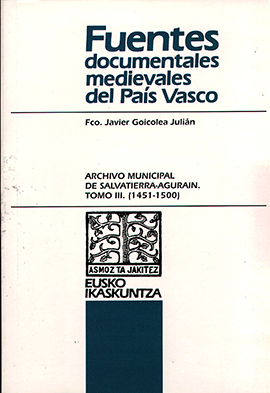 Fuentes
documentales
medievales
del País Vasco
Fco. Javier Goicolea Julián
ARCHIVO MUNICIPAL
DE SALVATIERRA-AGURAIN.
TOMO III. (1451-1500)
ASMOZ TA JAKITEZ
EUSKO
IKASKUNTZA